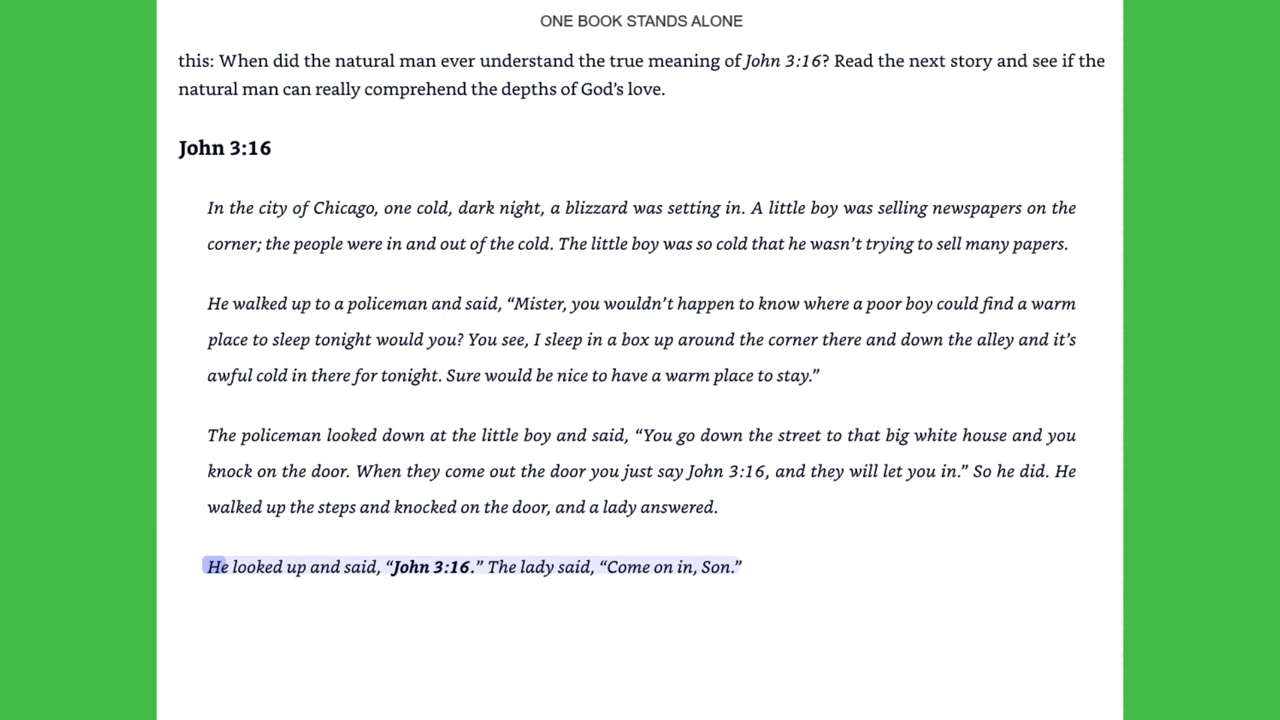 ONE BOOK STANDS ALONE
this: When did the natural man ever understand the true meaning of John 3:16? Read the next story and see if the
natural man can really comprehend the depths of God’s love.
John 3:16
In the city of Chicago, one cold, dark night, a blizzard was setting in. A little boy was selling newspapers on the
corner; the people were in and out of the cold. The little boy was so cold that he wasn’t trying to sell many papers.
He walked up to a policeman and said, “Mister, you wouldn’t happen to know where a poor boy could find a warm
place to sleep tonight would you? You see, I sleep in a box up around the corner there and down the alley and it’s
awful cold in there for tonight. Sure would be nice to have a warm place to stay.”
The policeman looked down at the little boy and said, “You go down the street to that big white house and you
knock on the door. When they come out the door you just say John 3:16, and they will let you in.” So he did. He
walked up the steps and knocked on the door, and a lady answered.
He looked up and said, “John 3:16.” The lady said, “Come on in, Son.”